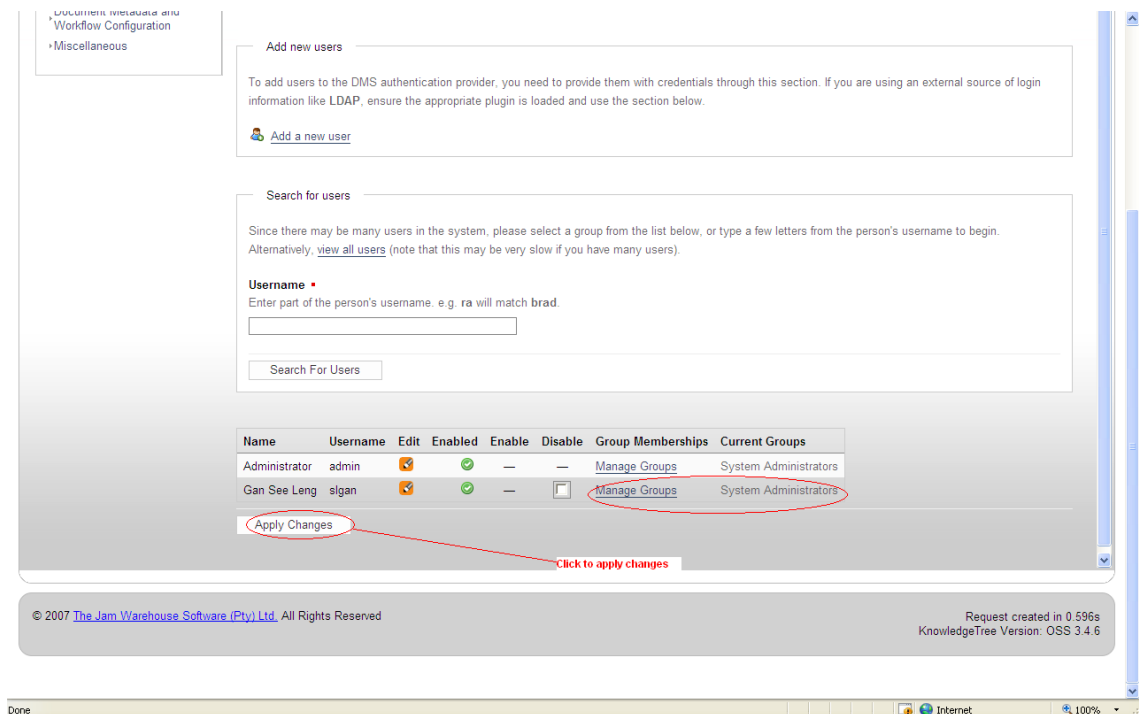 Document Metadata and
Workflow Configuration
Miscellaneous
Add new users
To add users to the DMS authentication provider, you need to provide them with credentials through this section. If you are using an external source of login
information like LDAP, ensure the appropriate plugin is loaded and use the section below.
Add a new user
Search for users
Since there may be many users in the system, please select a group from the list below, or type a few letters from the person's username to begin.
Alternatively, view all users (note that this may be very slow if you have many users).
Username
Enter part of the person's username. e.g. ra will match brad.
Search For Users
Name Username Edit Enabled Enable Disable Group Memberships Current Groups
Administrator admin — — Manage Groups System Administrators
Gan See Leng slgan — Manage Groups System Administrators
Apply Changes
Click to apply changes
© 2007 The Jam Warehouse Software (Pty) Ltd. All Rights Reserved
Request created in 0.596s
KnowledgeTree Version: OSS 3.4.6
Done Internet 100%